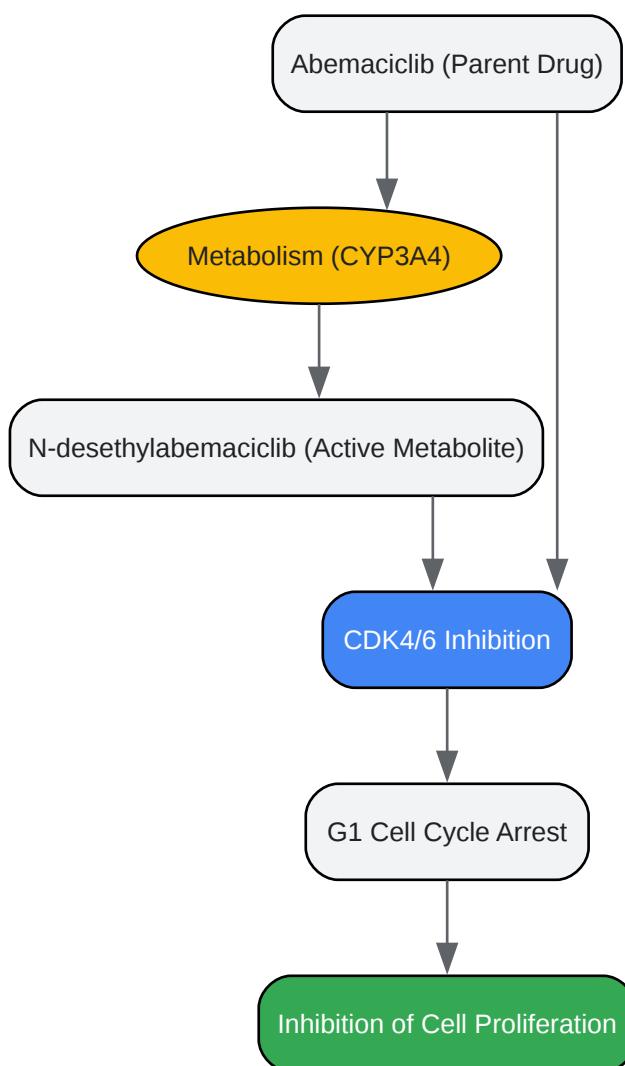 Abemaciclib (Parent Drug)
Metabolism (CYP3A4)
N-desethylabemaciclib (Active Metabolite)
CDK4/6 Inhibition
G1 Cell Cycle Arrest
Inhibition of Cell Proliferation